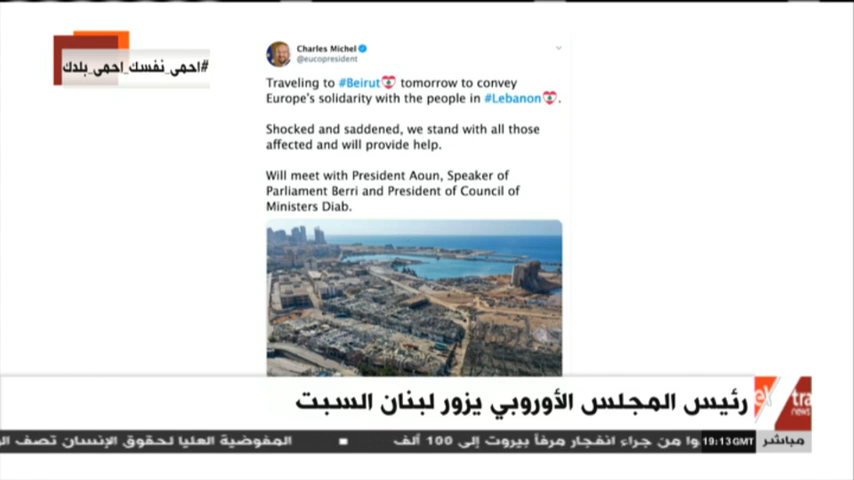 #احمى_نفسك_احمى_بلدك
Charles Michel
@eucopresident
Traveling to #Beirut tomorrow to convey
Europe's solidarity with the people in #Lebanon.
Shocked and saddened, we stand with all those
affected and will provide help.
Will meet with President Aoun, Speaker of
Parliament Berri and President of Council of
Ministers Diab.
رئيس المجلس الأوروبي يزور لبنان السبت
news
مباشر
19:13 GMT
وا من جراء انفجار مرفأ بيروت إلى 100 ألف ■ المفوضية العليا لحقوق الإنسان تصف